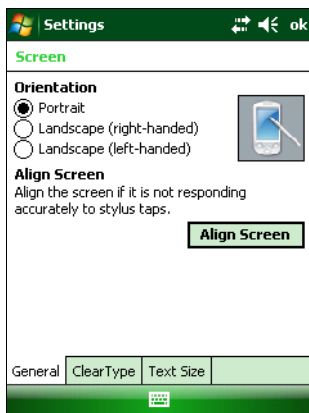 Settings ok
Screen
Orientation
Portrait
Landscape (right-handed)
Landscape (left-handed)
Align Screen
Align the screen if it is not responding
accurately to stylus taps.
Align Screen
General ClearType Text Size